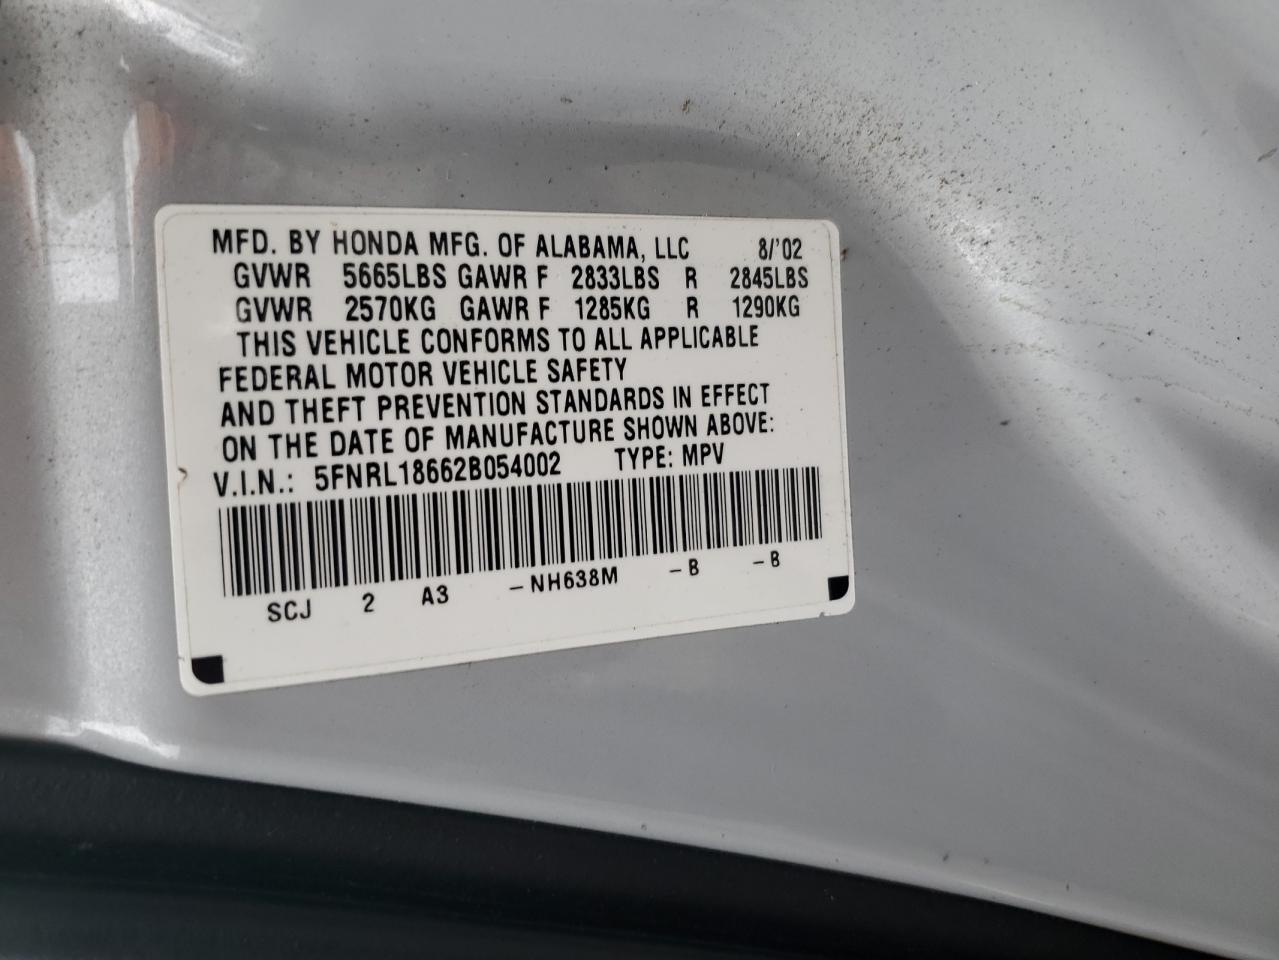 MFD. BY HONDA MFG. OF ALABAMA, LLC 8/'02
GVWR 5665LBS GAWR F 2833LBS R 2845LBS
GVWR 2570KG GAWR F 1285KG R 1290KG
THIS VEHICLE CONFORMS TO ALL APPLICABLE
FEDERAL MOTOR VEHICLE SAFETY
AND THEFT PREVENTION STANDARDS IN EFFECT
ON THE DATE OF MANUFACTURE SHOWN ABOVE:
V.I.N.: 5FNRL18662B054002 TYPE: MPV
SCJ 2 A3 -NH638M -B -B